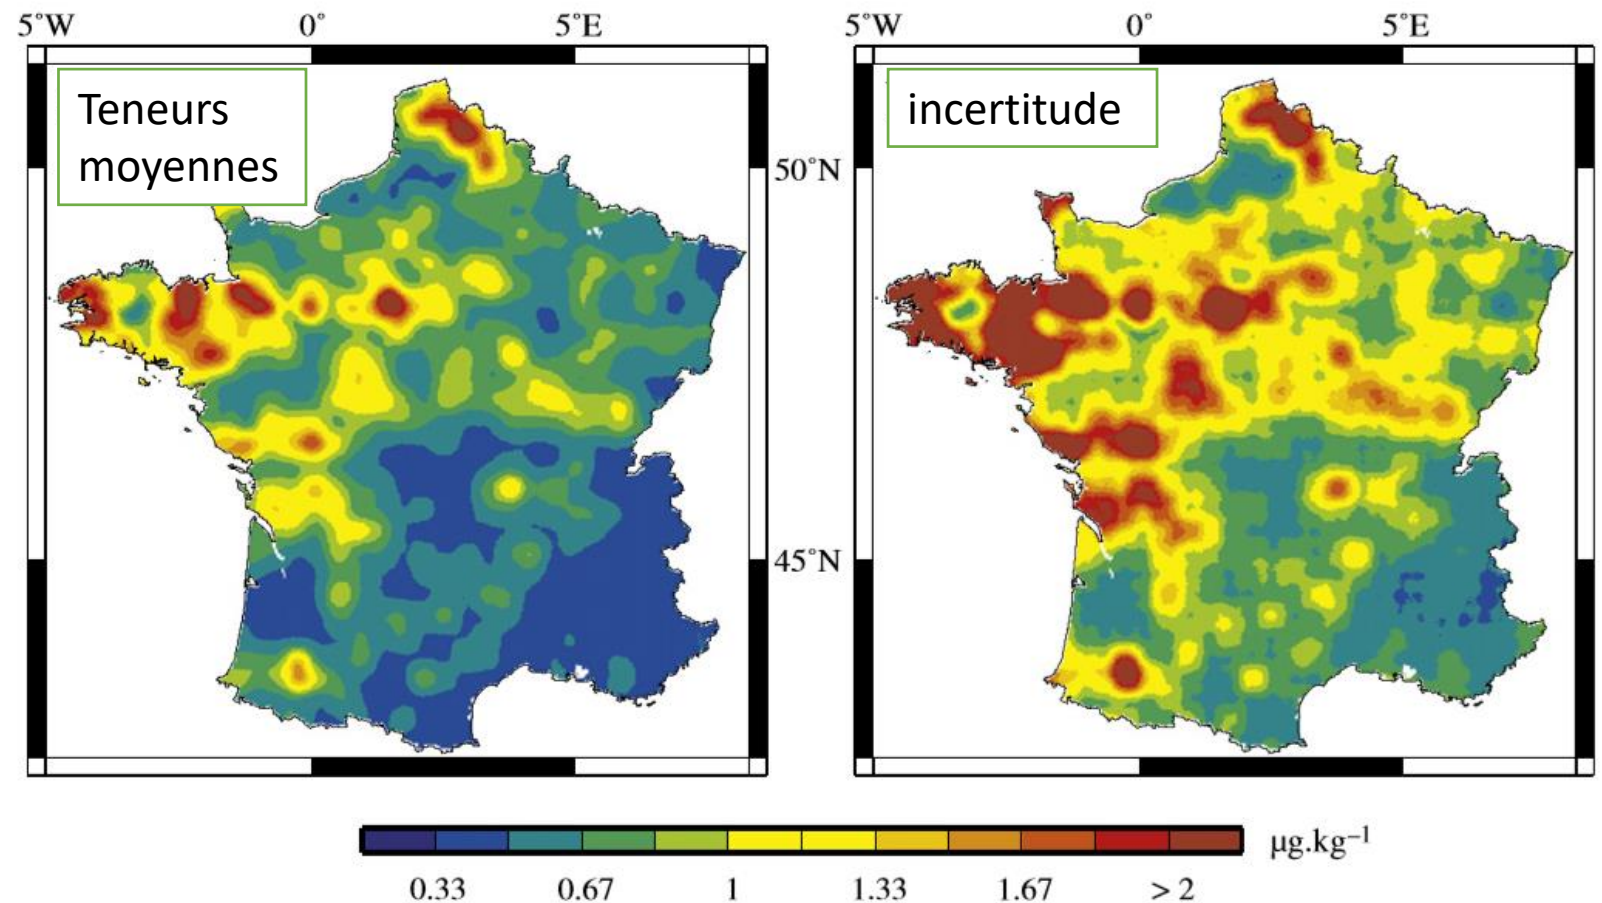 5°W 0° 5°E 5°W 0° 5°E
Teneurs
moyennes
incertitude
50°N
45°N
µg.kg⁻¹
0.33 0.67 1 1.33 1.67 > 2